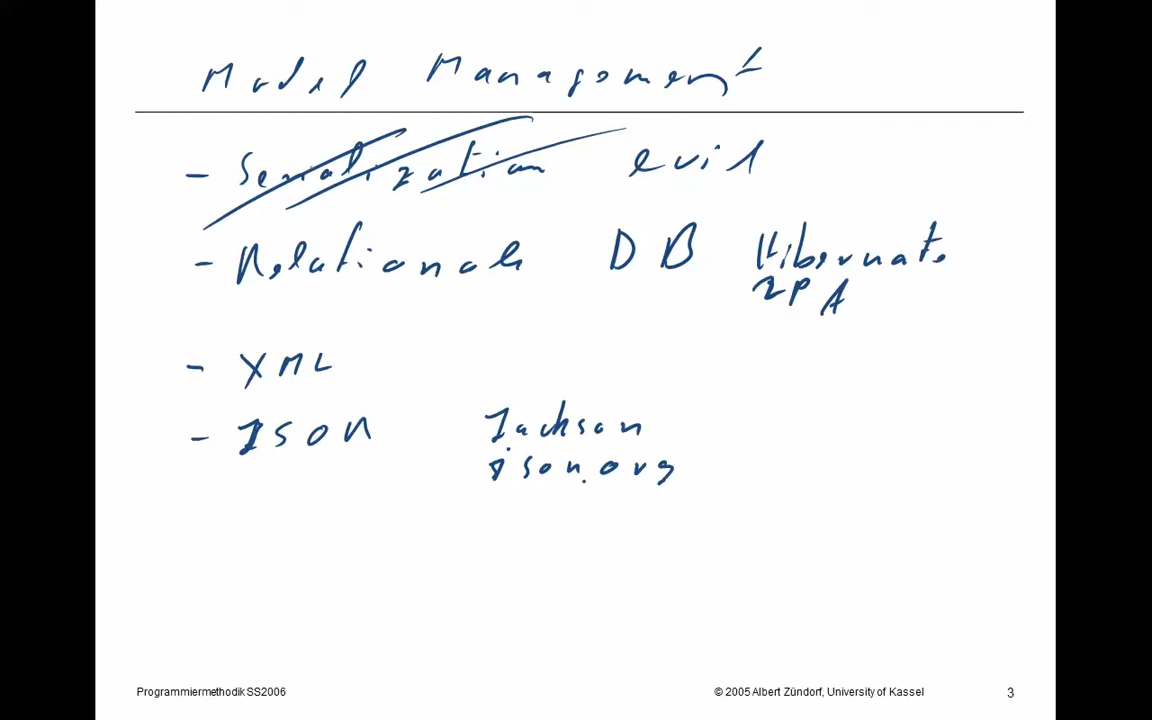 Model Management
- Serialization evil
- Relationale DB Hibernate
JPA
- XML
- JSON Jackson
json.org
Programmiermethodik SS2006 © 2005 Albert Zündorf, University of Kassel 3